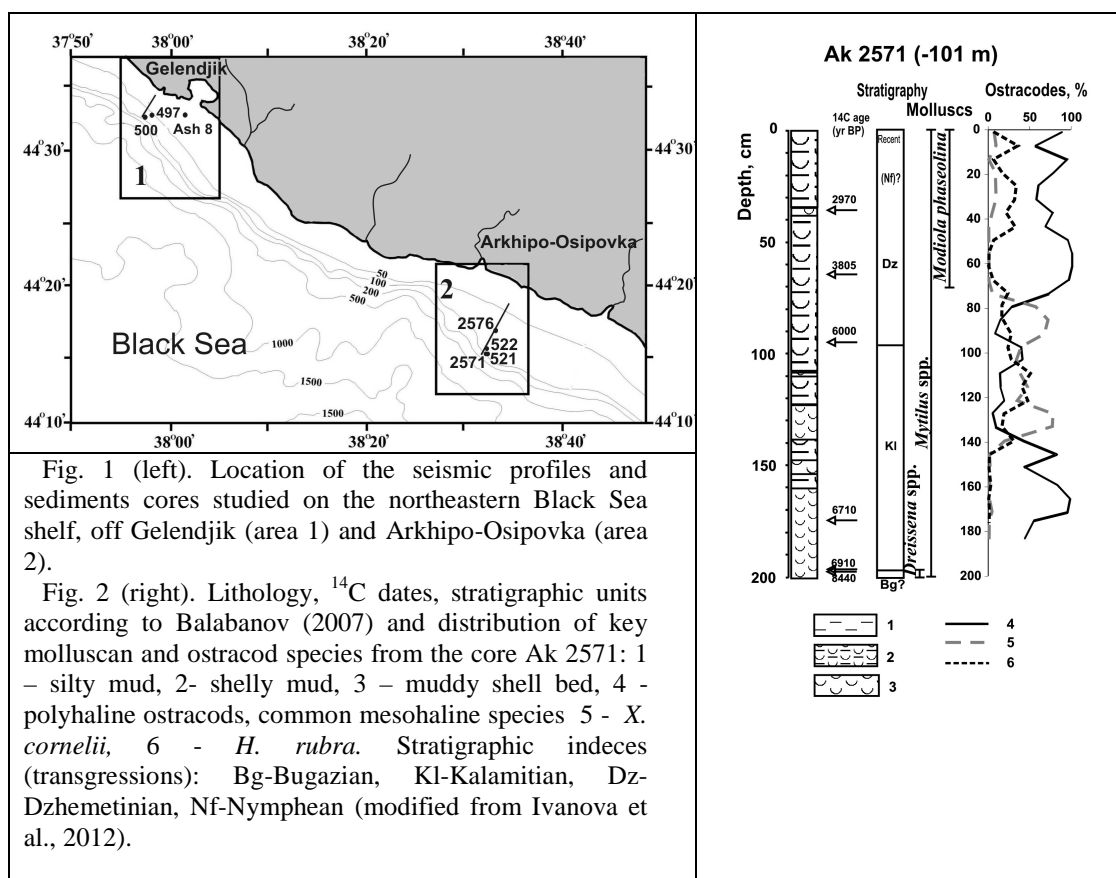 37°50'
38°00'
38°20'
38°40'
Gelendjik
497
500
Ash 8
44°30'
44°30'
1
Arkhipo-Osipovka
44°20'
50
100
200
500
2
44°20'
2576
Black Sea
1000
522
2571
521
1500
1500
44°10'
44°10'
38°00'
38°20'
38°40'
Fig. 1 (left). Location of the seismic profiles and
sediments cores studied on the northeastern Black Sea
shelf, off Gelendjik (area 1) and Arkhipo-Osipovka (area
2).
Fig. 2 (right). Lithology, ¹⁴C dates, stratigraphic units
according to Balabanov (2007) and distribution of key
molluscan and ostracod species from the core Ak 2571: 1
– silty mud, 2- shelly mud, 3 – muddy shell bed, 4 -
polyhaline ostracods, common mesohaline species 5 - X.
cornelii, 6 - H. rubra. Stratigraphic indeces
(transgressions): Bg-Bugazian, Kl-Kalamitian, Dz-
Dzhemetinian, Nf-Nymphean (modified from Ivanova et
al., 2012).
Ak 2571 (-101 m)
Stratigraphy
Ostracodes, %
Molluscs
14C age
(yr BP)
0 50 100
Depth, cm
0
50
100
150
200
2970
3805
6000
6710
6910
8440
Recent
(Nf)?
Dz
Kl
Bg?
Dreissena spp.
Mytilus spp.
Modiola phaseolina
0
20
40
60
80
100
120
140
160
180
200
1
2
3
4
5
6